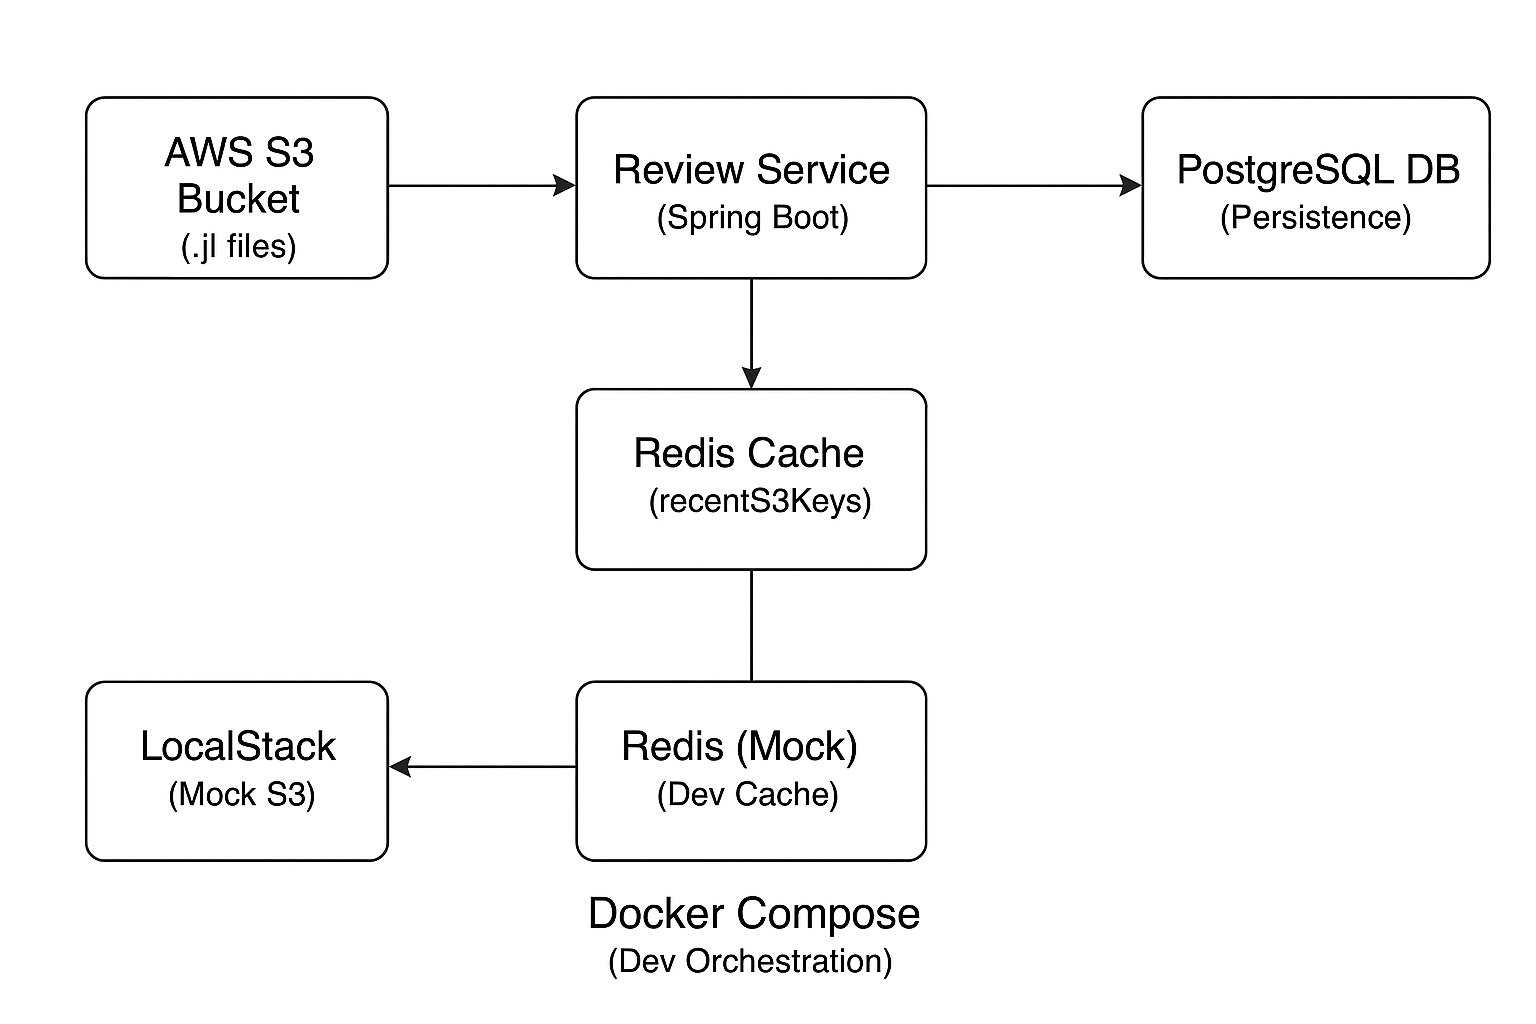 AWS S3
Bucket
(.jl files)
Review Service
(Spring Boot)
PostgreSQL DB
(Persistence)
Redis Cache
(recentS3Keys)
LocalStack
(Mock S3)
Redis (Mock)
(Dev Cache)
Docker Compose
(Dev Orchestration)